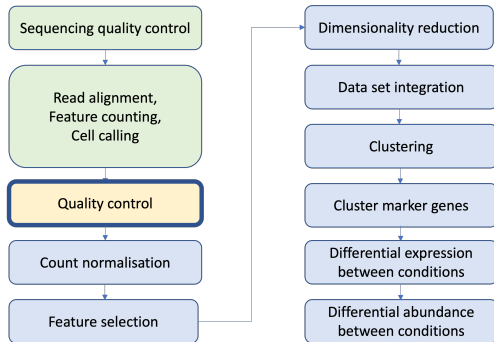 Sequencing quality control
Read alignment,
Feature counting,
Cell calling
Quality control
Count normalisation
Feature selection
Dimensionality reduction
Data set integration
Clustering
Cluster marker genes
Differential expression
between conditions
Differential abundance
between conditions